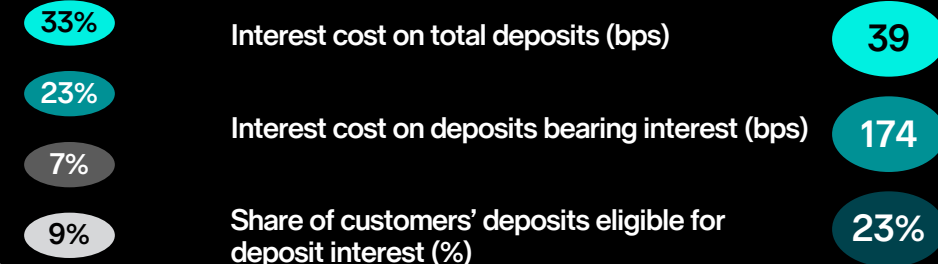 33%
Interest cost on total deposits (bps)
39
23%
Interest cost on deposits bearing interest (bps)
174
7%
9%
Share of customers’ deposits eligible for
deposit interest (%)
23%